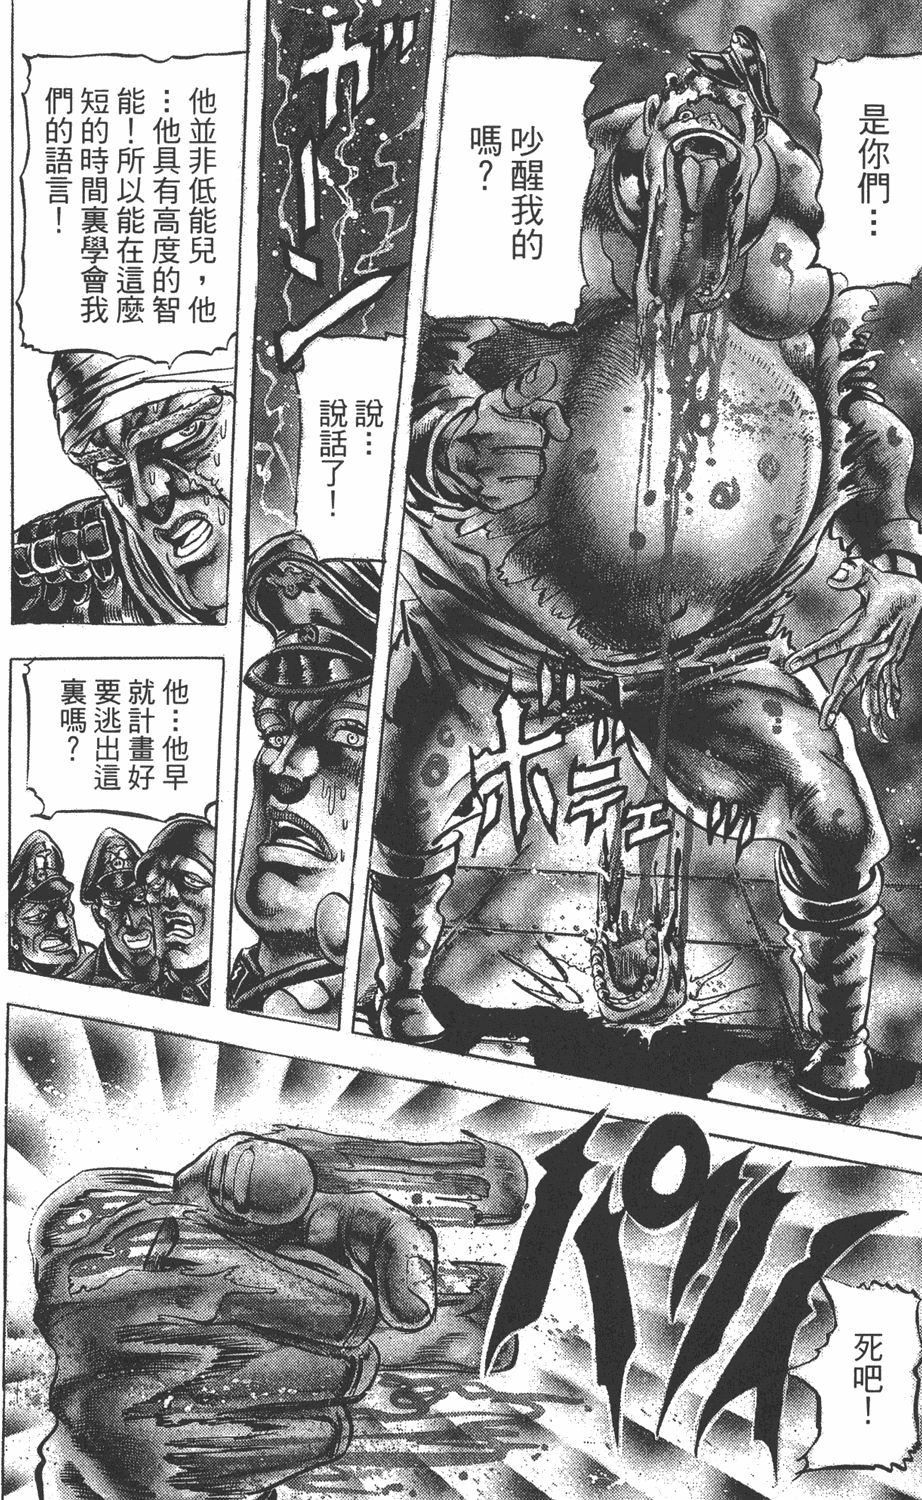 是你們…
吵醒我的
嗎？
ボ
デェ
ガーン
說…
說話了！
他並非低能兒，他
…他具有高度的智
能！所以能在這麼
短的時間裏學會我
們的語言！
他…他早
就計畫好
要逃出這
裏嗎？
死吧！
バリッ